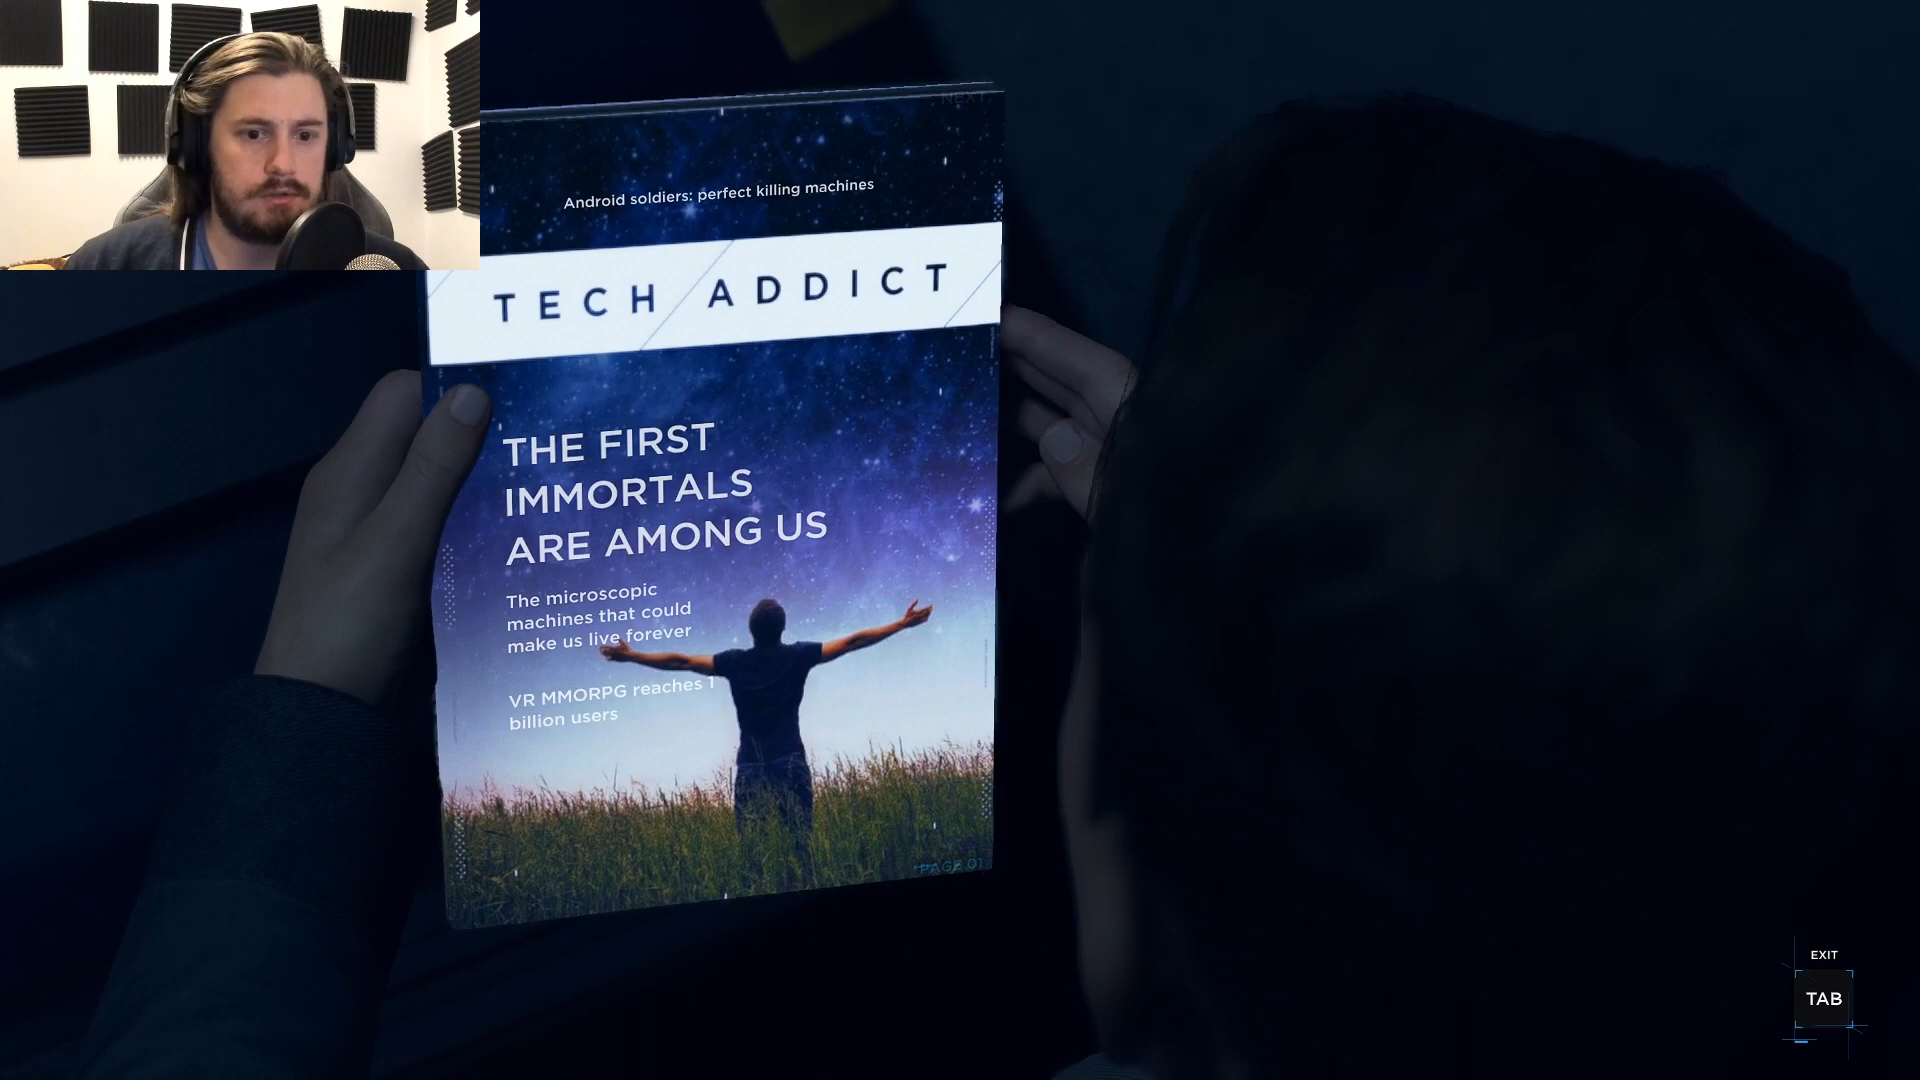 NEXT
Android soldiers: perfect killing machines
TECH ADDICT
THE FIRST
IMMORTALS
ARE AMONG US
The microscopic
machines that could
make us live forever
VR MMORPG reaches 1
billion users
PAGE 01
EXIT
TAB